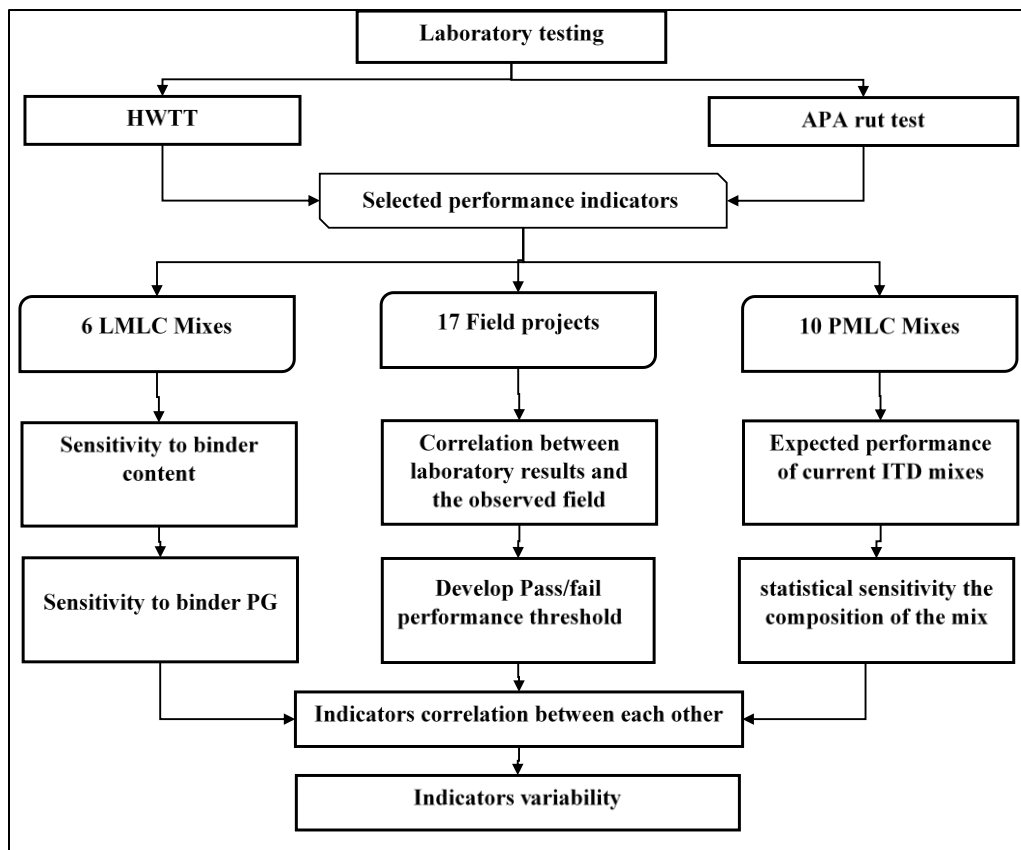 Laboratory testing
HWTT
APA rut test
Selected performance indicators
6 LMLC Mixes
17 Field projects
10 PMLC Mixes
Sensitivity to binder
content
Correlation between
laboratory results and
the observed field
Expected performance
of current ITD mixes
Sensitivity to binder PG
Develop Pass/fail
performance threshold
statistical sensitivity the
composition of the mix
Indicators correlation between each other
Indicators variability